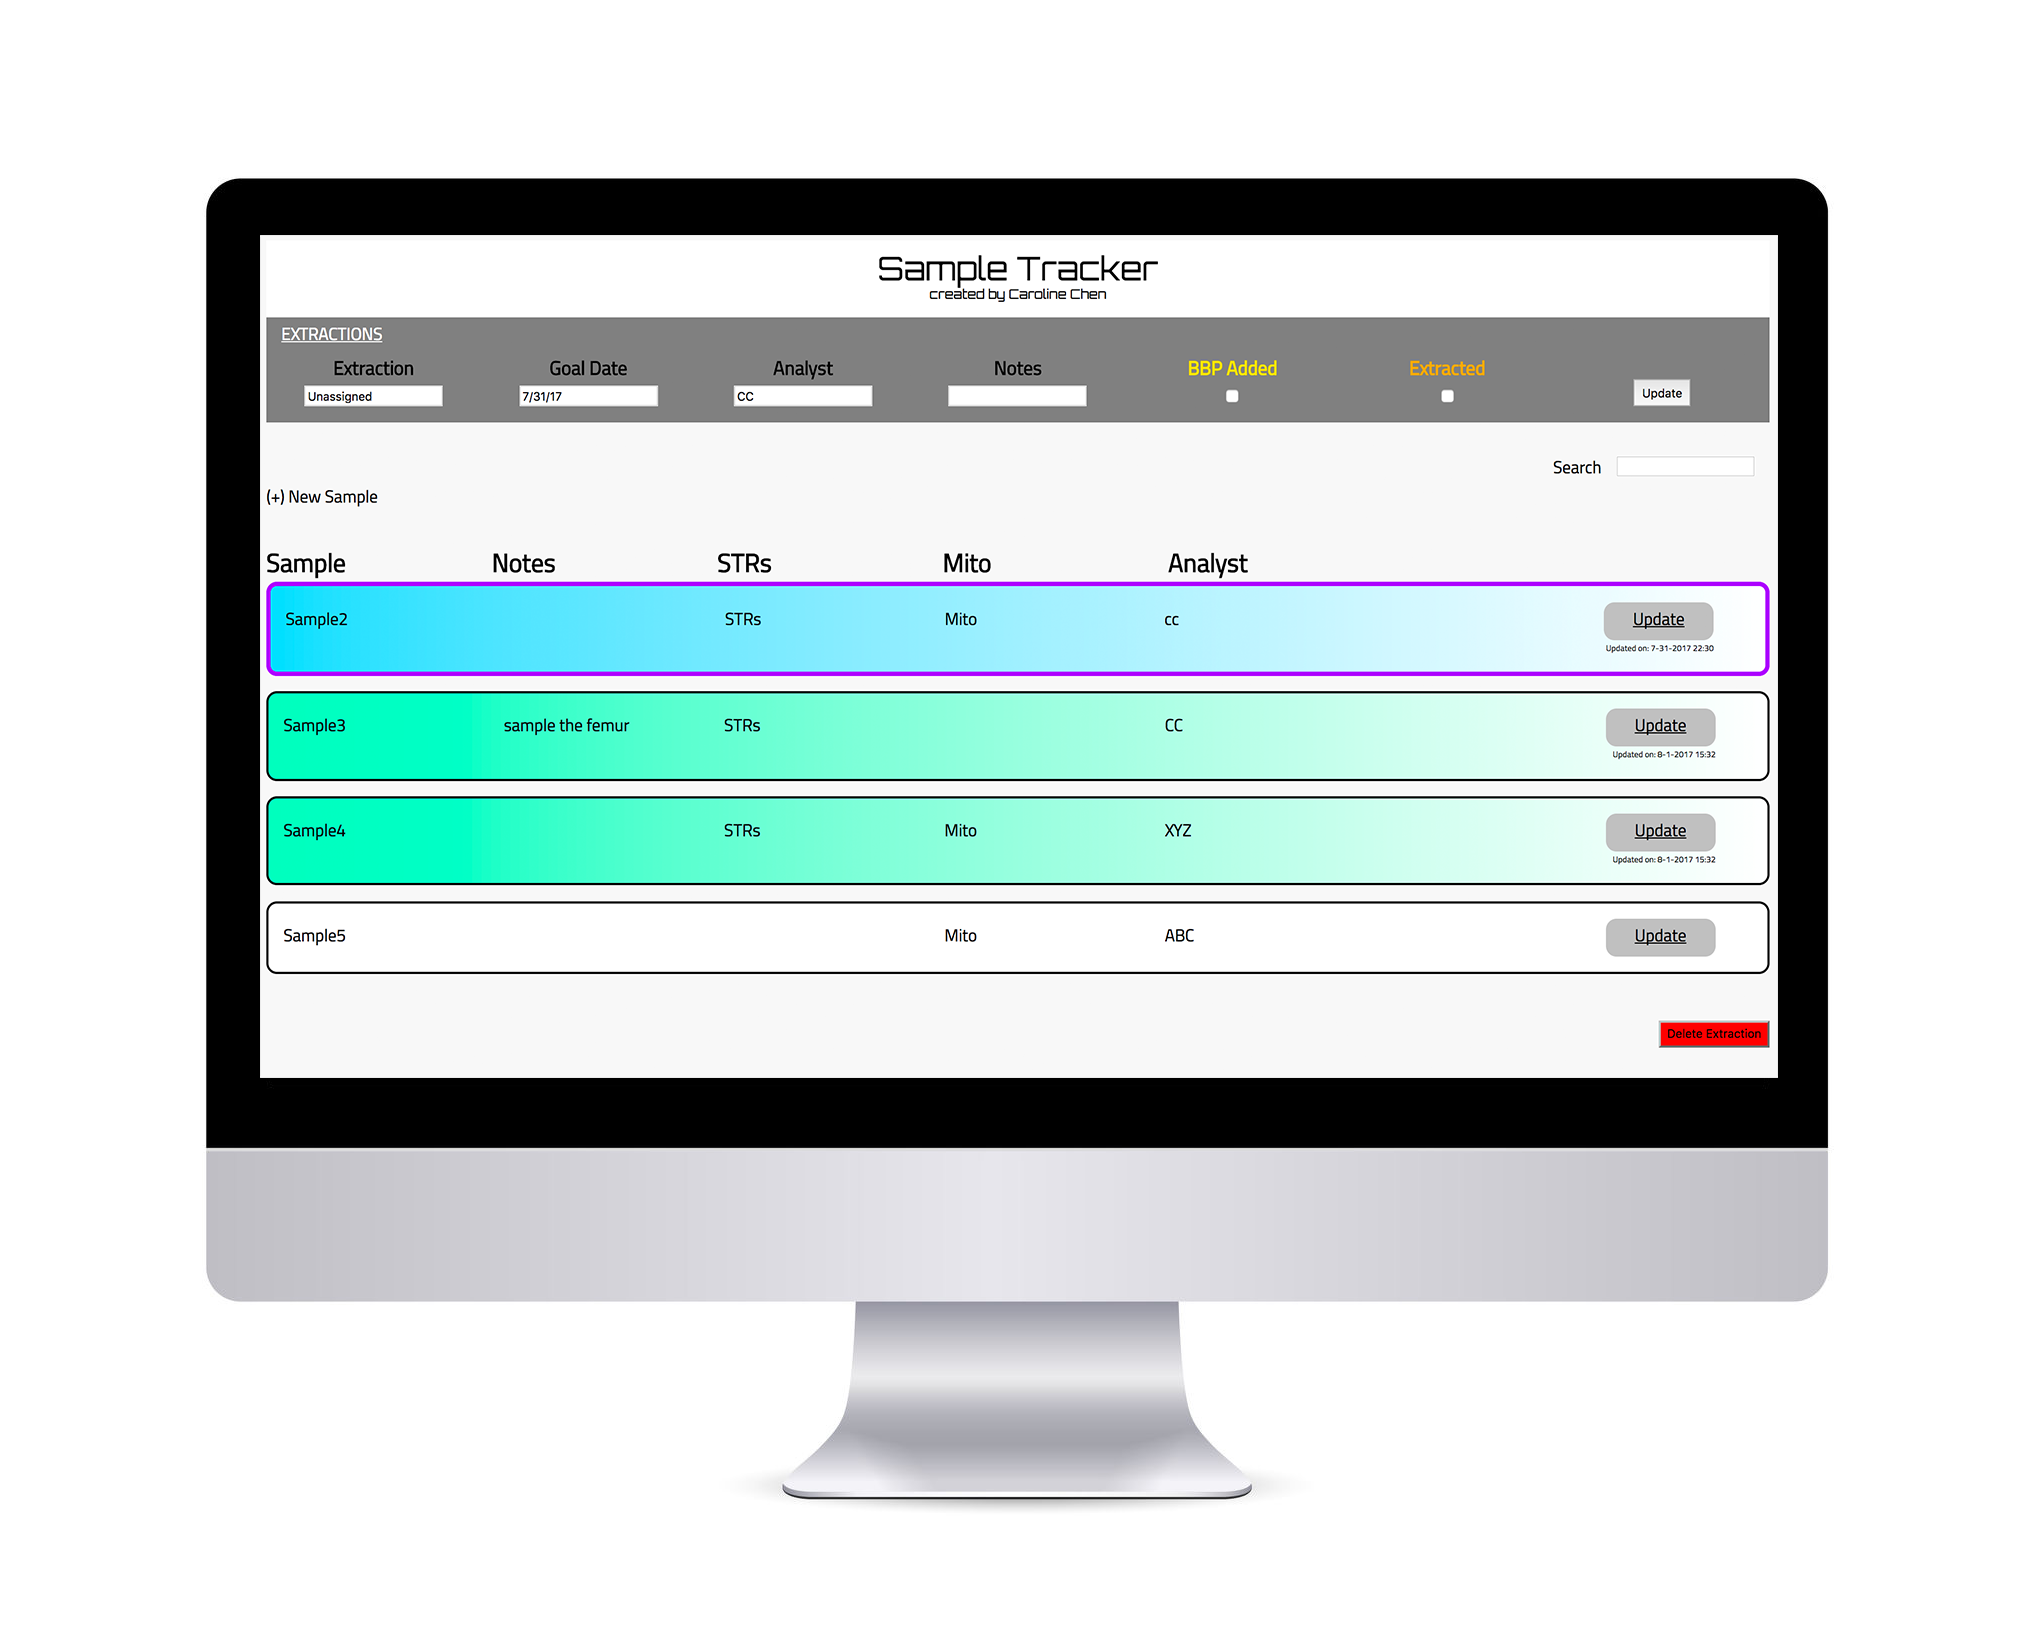 Sample Tracker
created by Caroline Chen
EXTRACTIONS
Extraction Goal Date Analyst Notes BBP Added Extracted
Unassigned 7/31/17 CC Update
Search
(+) New Sample
Sample Notes STRs Mito Analyst
Sample2 STRs Mito cc Update
Updated on: 7-31-2017 22:30
Sample3 sample the femur STRs CC Update
Updated on: 8-1-2017 15:32
Sample4 STRs Mito XYZ Update
Updated on: 8-1-2017 15:32
Sample5 Mito ABC Update
Delete Extraction